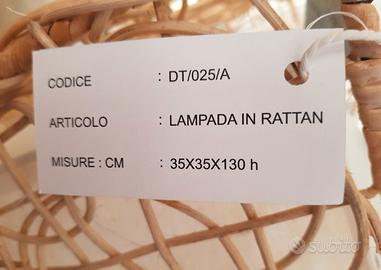 CODICE : DT/025/A
ARTICOLO : LAMPADA IN RATTAN
MISURE : CM : 35X35X130 h
subito